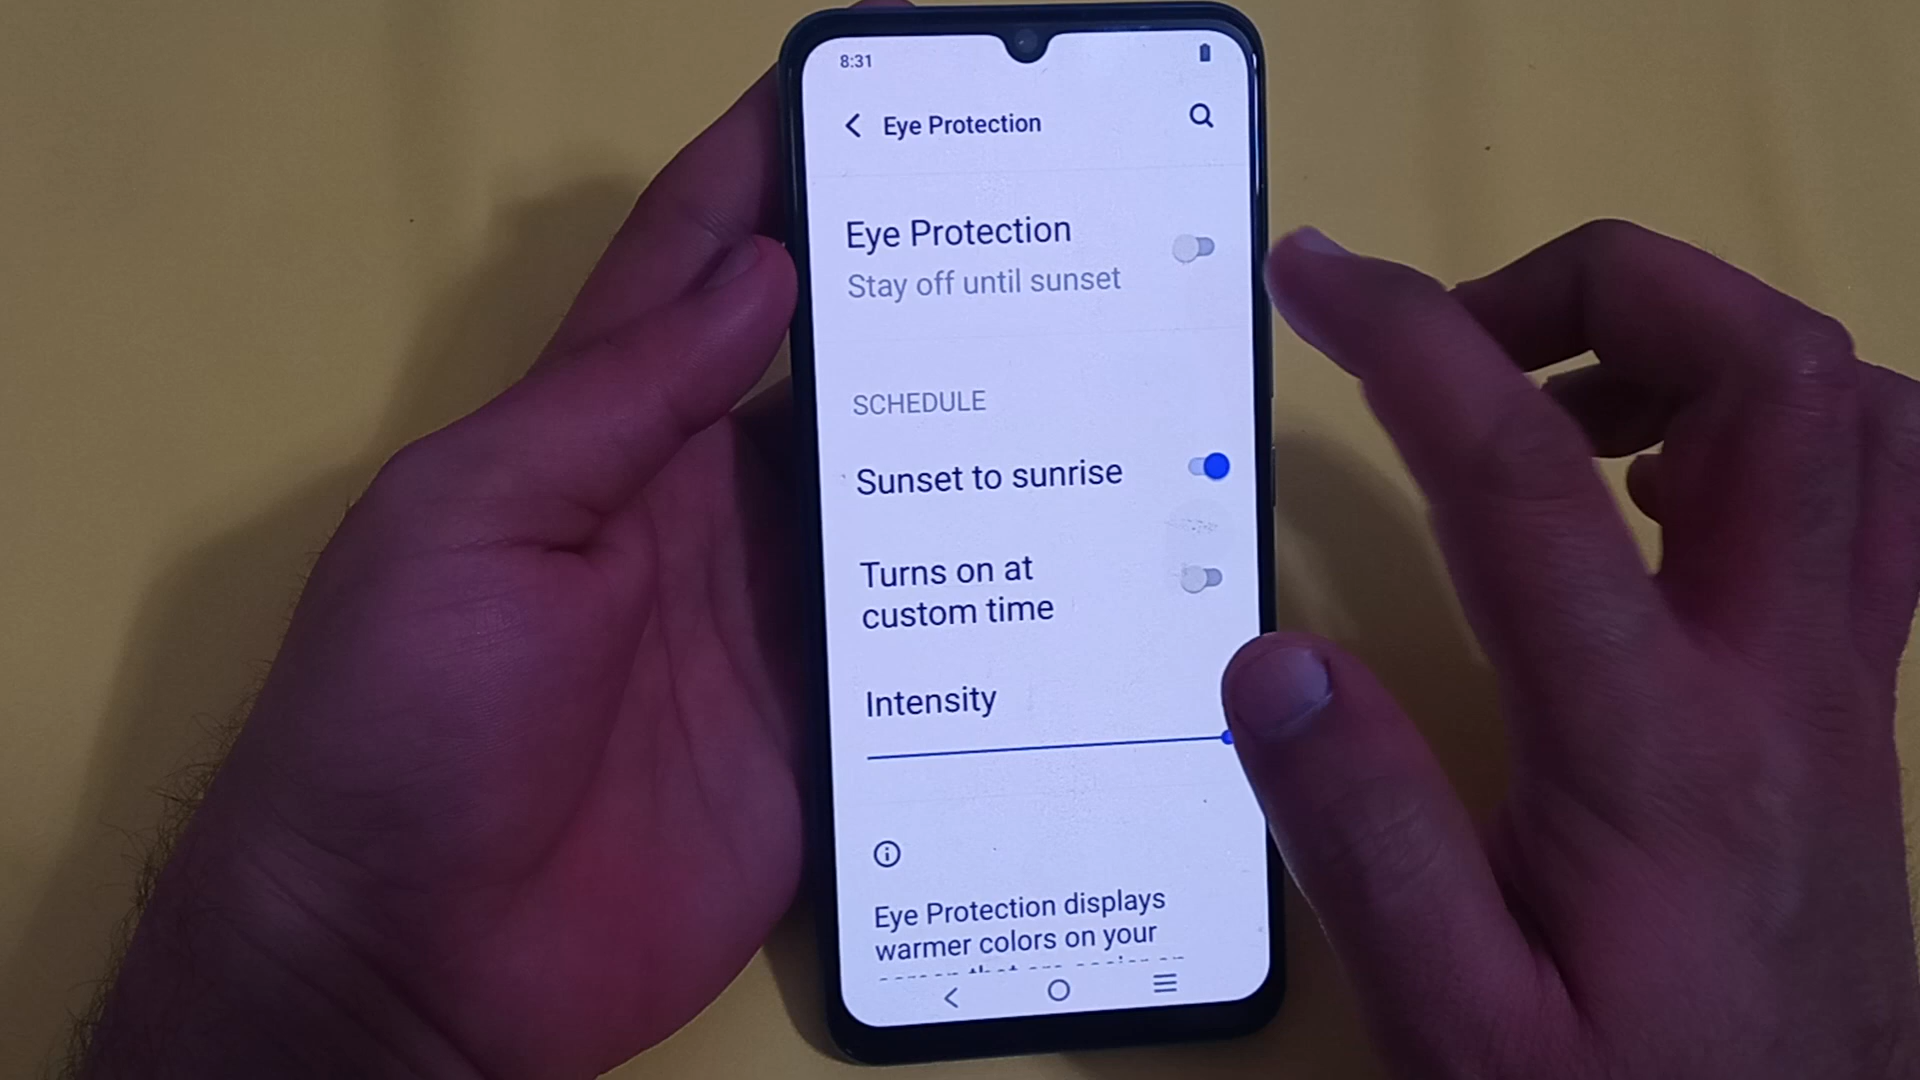 8:31
Eye Protection
Eye Protection
Stay off until sunset
SCHEDULE
Sunset to sunrise
Turns on at
custom time
Intensity
Eye Protection displays
warmer colors on your